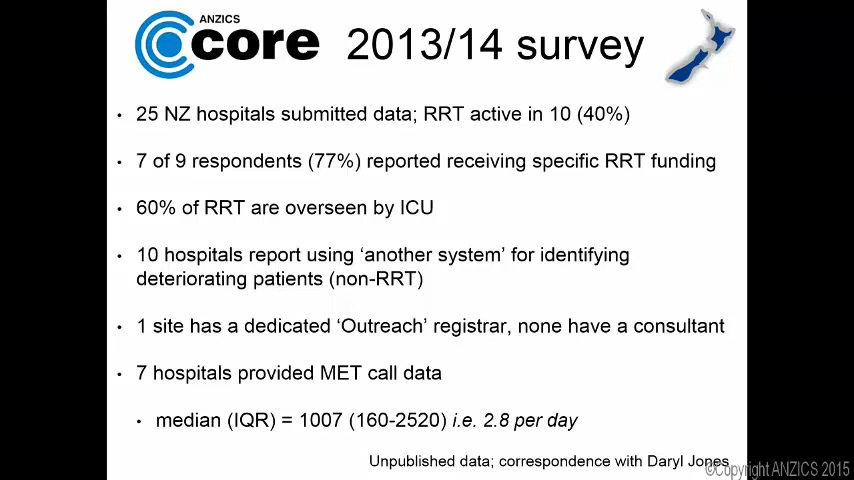 ANZICS
core 2013/14 survey
• 25 NZ hospitals submitted data; RRT active in 10 (40%)
• 7 of 9 respondents (77%) reported receiving specific RRT funding
• 60% of RRT are overseen by ICU
• 10 hospitals report using ‘another system’ for identifying
deteriorating patients (non-RRT)
• 1 site has a dedicated ‘Outreach’ registrar, none have a consultant
• 7 hospitals provided MET call data
• median (IQR) = 1007 (160-2520) i.e. 2.8 per day
Unpublished data; correspondence with Daryl Jones
©Copyright ANZICS 2015